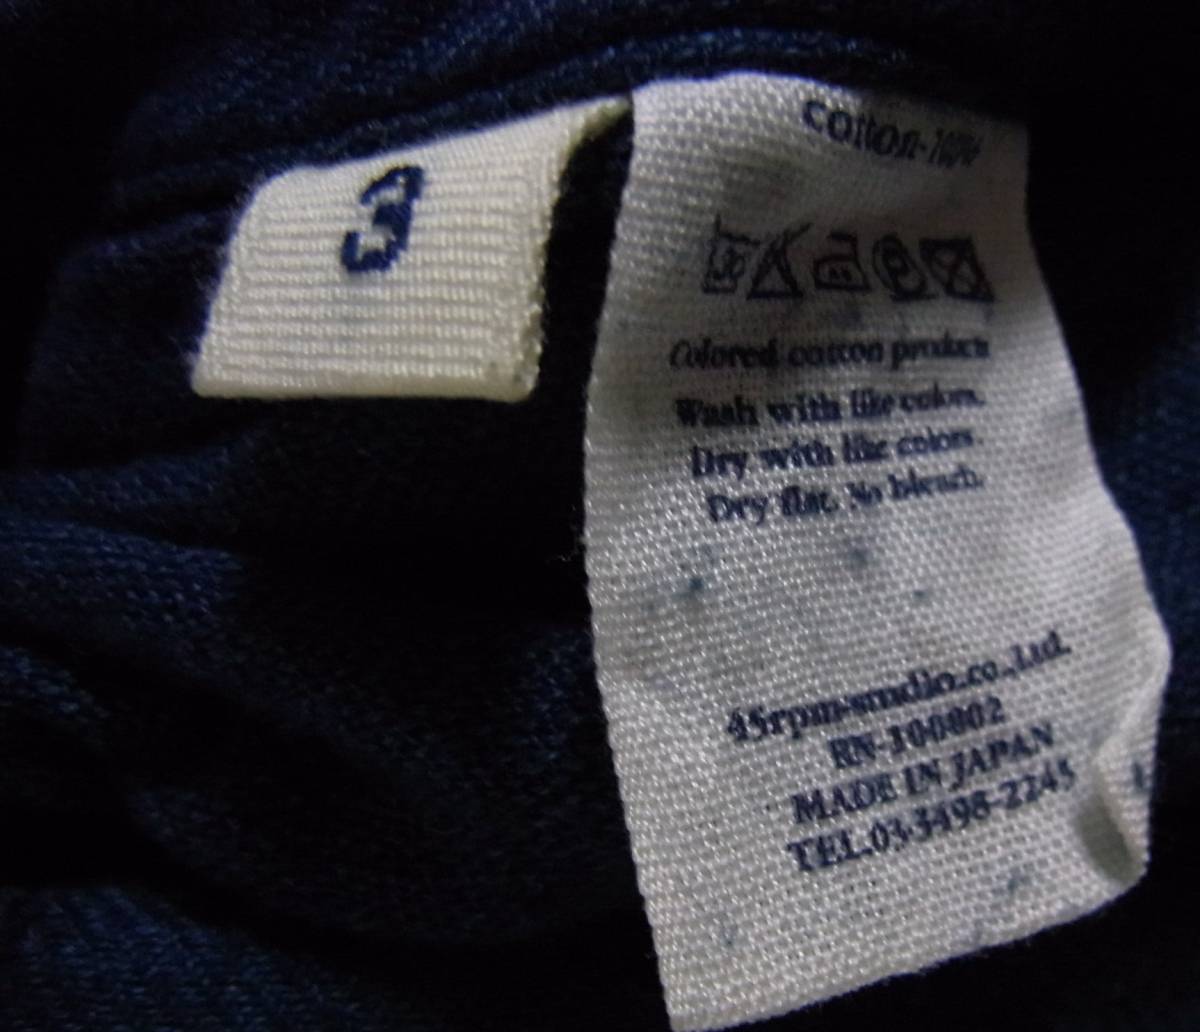 3
cotton-100%
Colored cotton products
Wash with like colors.
Dry with like colors
Dry flat. No bleach.
45rpm-studio.co.,Ltd.
RN-100002
MADE IN JAPAN
TEL.03-3498-2245